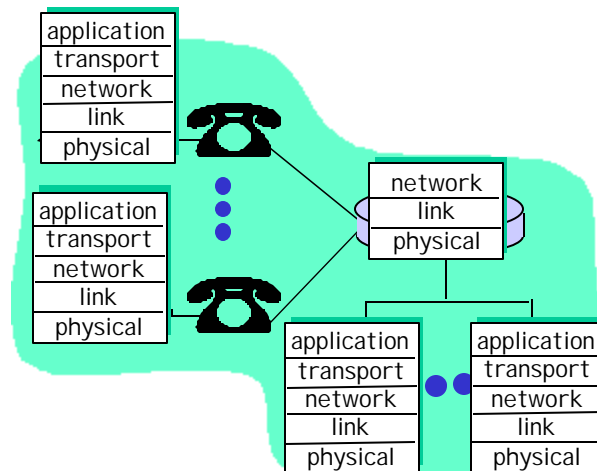 application
transport
network
link
physical
application
transport
network
link
physical
network
link
physical
application
transport
network
link
physical
application
transport
network
link
physical